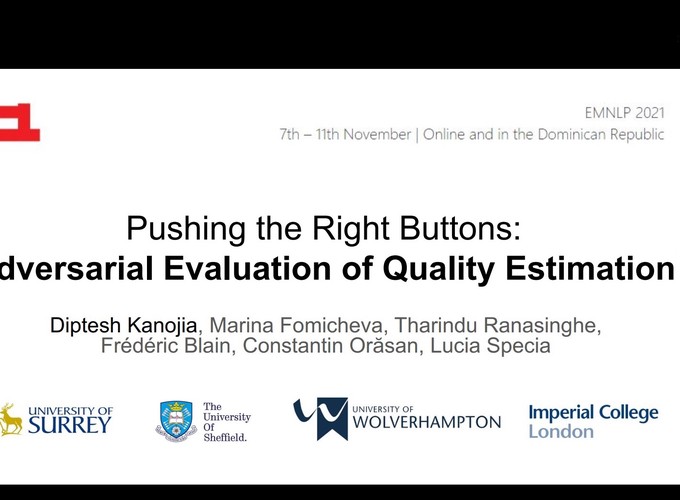 EMNLP 2021
7th – 11th November | Online and in the Dominican Republic
Pushing the Right Buttons:
dversarial Evaluation of Quality Estimation
Diptesh Kanojia, Marina Fomicheva, Tharindu Ranasinghe,
Frédéric Blain, Constantin Orăsan, Lucia Specia
UNIVERSITY OF
SURREY
The
University
Of
Sheffield.
UNIVERSITY OF
WOLVERHAMPTON
Imperial College
London